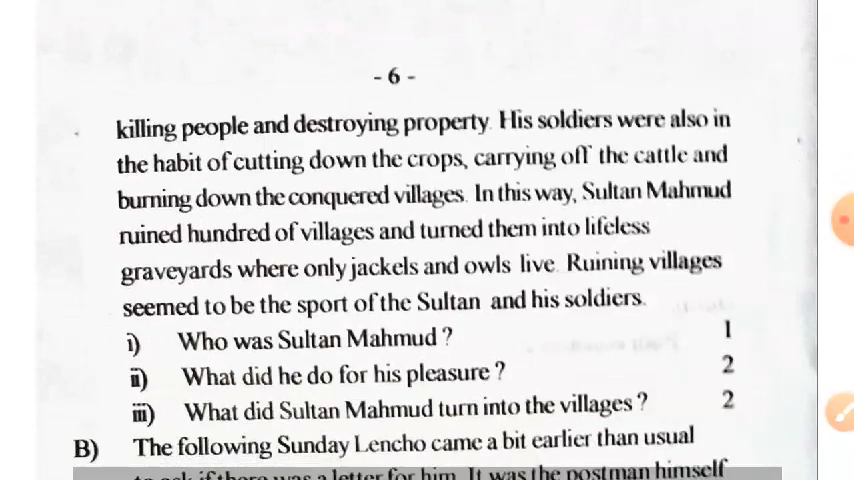 - 6 -
killing people and destroying property. His soldiers were also in
the habit of cutting down the crops, carrying off the cattle and
burning down the conquered villages. In this way, Sultan Mahmud
ruined hundred of villages and turned them into lifeless
graveyards where only jackels and owls live. Ruining villages
seemed to be the sport of the Sultan and his soldiers.
i) Who was Sultan Mahmud ? 1
ii) What did he do for his pleasure ? 2
iii) What did Sultan Mahmud turn into the villages ? 2
B) The following Sunday Lencho came a bit earlier than usual
to ask if there was a letter for him. It was the postman himself